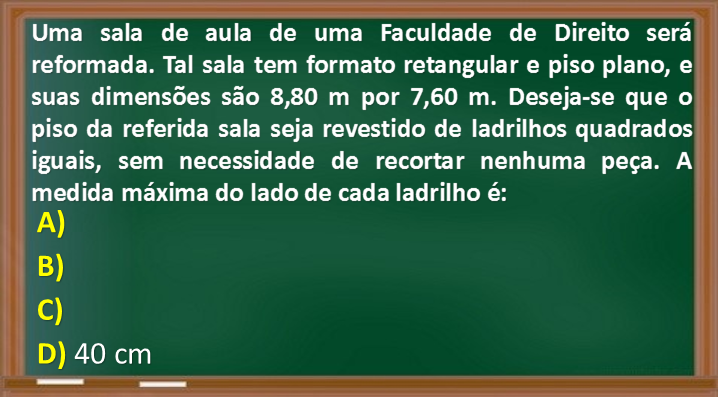 Uma sala de aula de uma Faculdade de Direito será
reformada. Tal sala tem formato retangular e piso plano, e
suas dimensões são 8,80 m por 7,60 m. Deseja-se que o
piso da referida sala seja revestido de ladrilhos quadrados
iguais, sem necessidade de recortar nenhuma peça. A
medida máxima do lado de cada ladrilho é:
A)
B)
C)
D) 40 cm